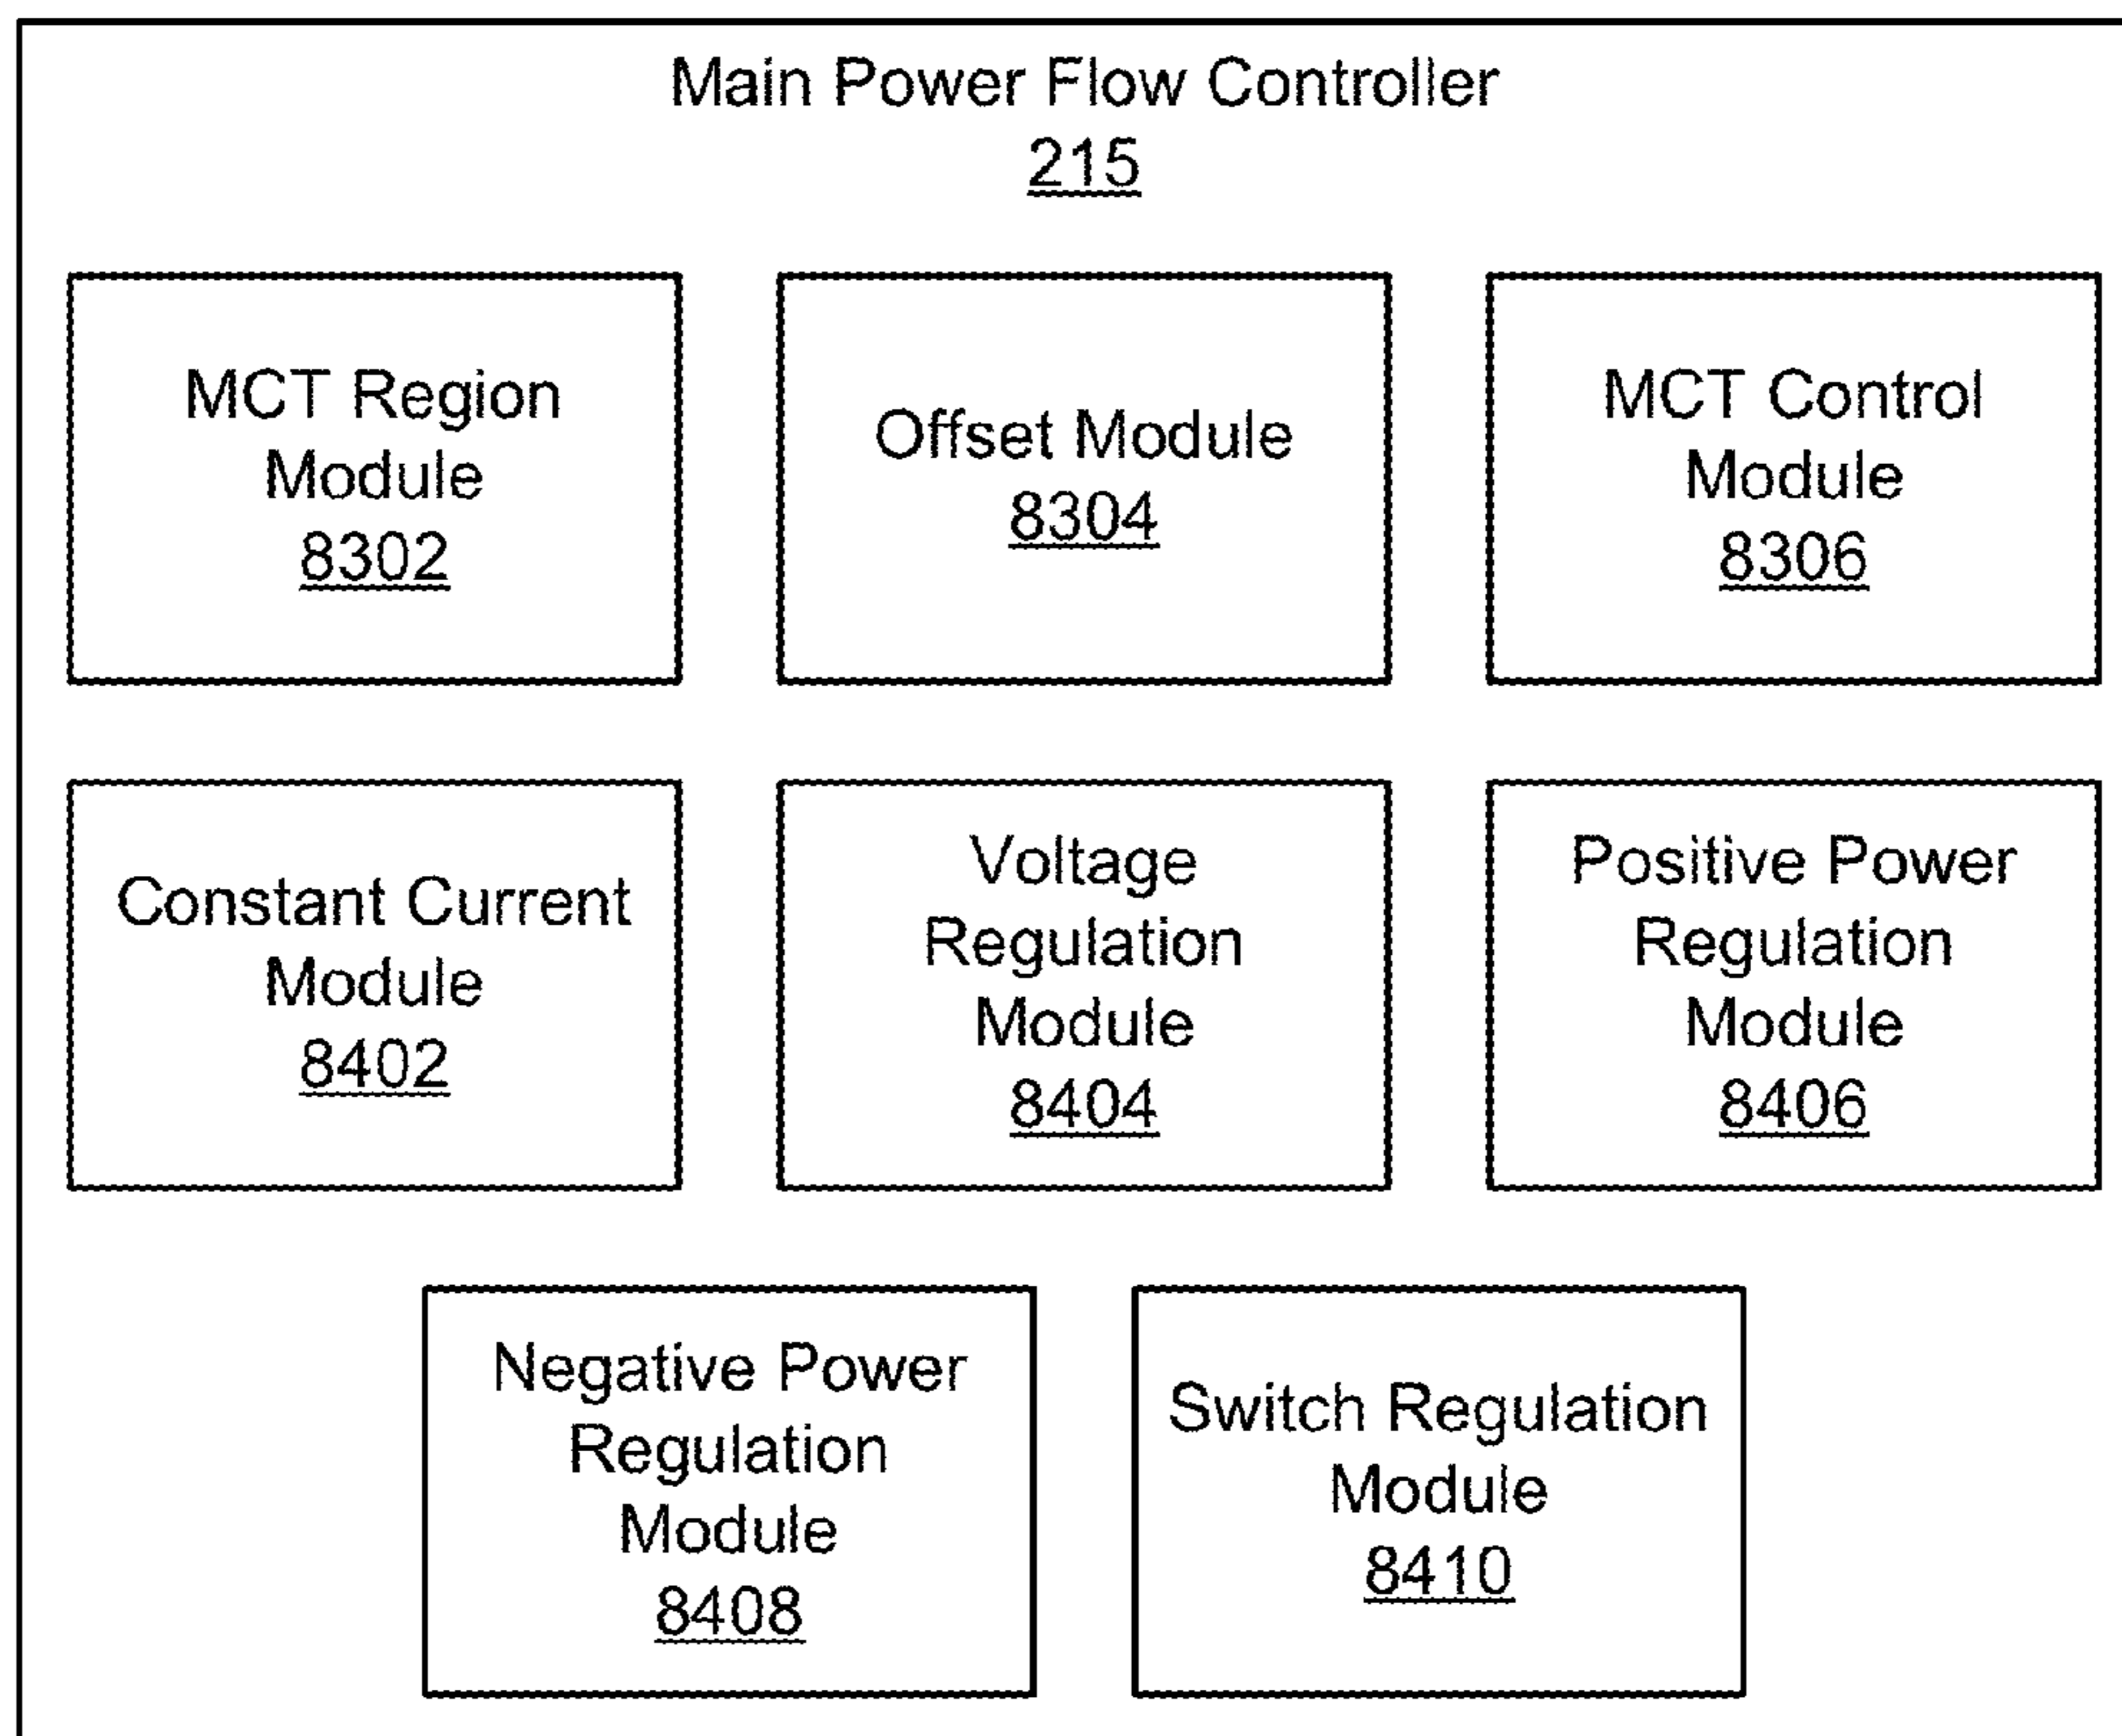 Main Power Flow Controller
215
MCT Region
Module
8302
Offset Module
8304
MCT Control
Module
8306
Constant Current
Module
8402
Voltage
Regulation
Module
8404
Positive Power
Regulation
Module
8406
Negative Power
Regulation
Module
8408
Switch Regulation
Module
8410